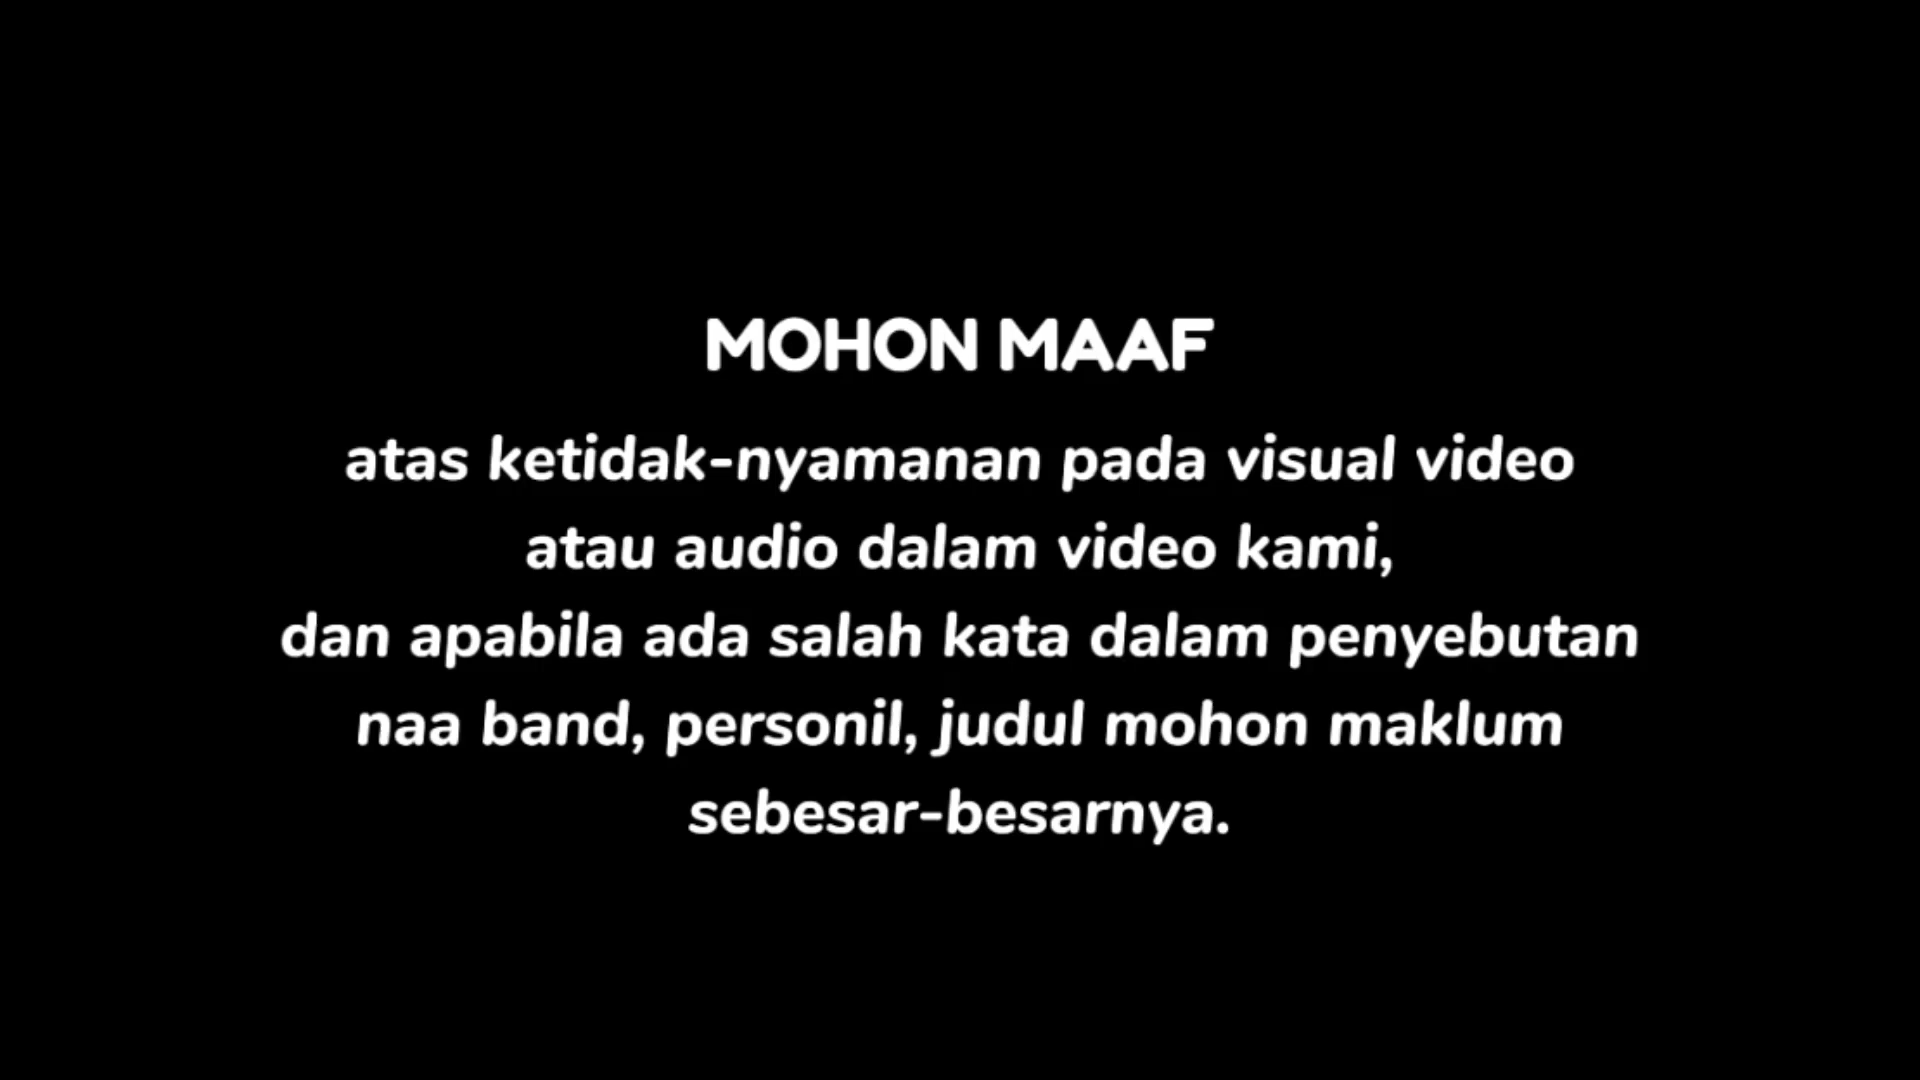 MOHON MAAF
atas ketidak-nyamanan pada visual video
atau audio dalam video kami,
dan apabila ada salah kata dalam penyebutan
naa band, personil, judul mohon maklum
sebesar-besarnya.